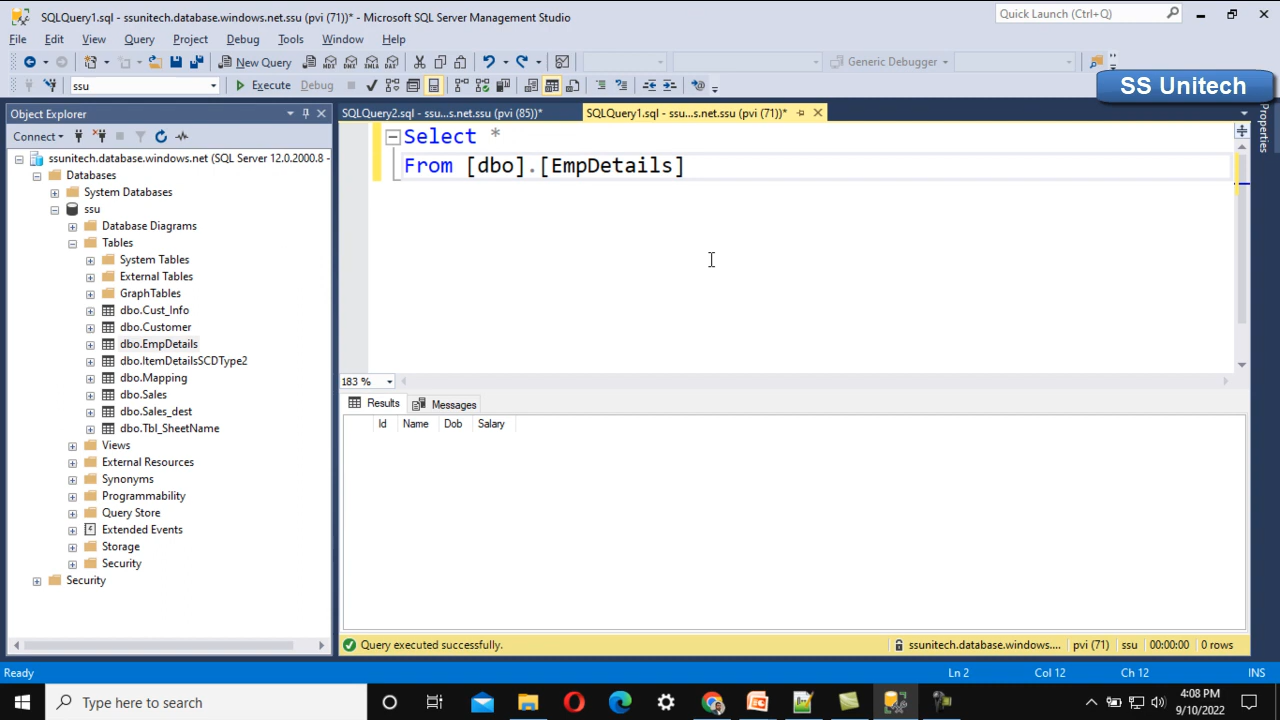 SQLQuery1.sql - ssunitech.database.windows.net.ssu (pvi (71))* - Microsoft SQL Server Management Studio
Quick Launch (Ctrl+Q)
File Edit View Query Project Debug Tools Window Help
New Query
Generic Debugger
ssu
Execute
Debug
SS Unitech
Object Explorer
SQLQuery2.sql - ssu...s.net.ssu (pvi (85))*
SQLQuery1.sql - ssu...s.net.ssu (pvi (71))*
Properties
Connect
ssunitech.database.windows.net (SQL Server 12.0.2000.8 -
Databases
System Databases
ssu
Database Diagrams
Tables
System Tables
External Tables
GraphTables
dbo.Cust_Info
dbo.Customer
dbo.EmpDetails
dbo.ItemDetailsSCDType2
dbo.Mapping
dbo.Sales
dbo.Sales_dest
dbo.Tbl_SheetName
Views
External Resources
Synonyms
Programmability
Query Store
Extended Events
Storage
Security
Security
Select *
From [dbo].[EmpDetails]
183 %
Results
Messages
Id Name Dob Salary
Query executed successfully.
ssunitech.database.windows....
pvi (71)
ssu
00:00:00
0 rows
Ready
Ln 2
Col 12
Ch 12
INS
Type here to search
4:08 PM
9/10/2022